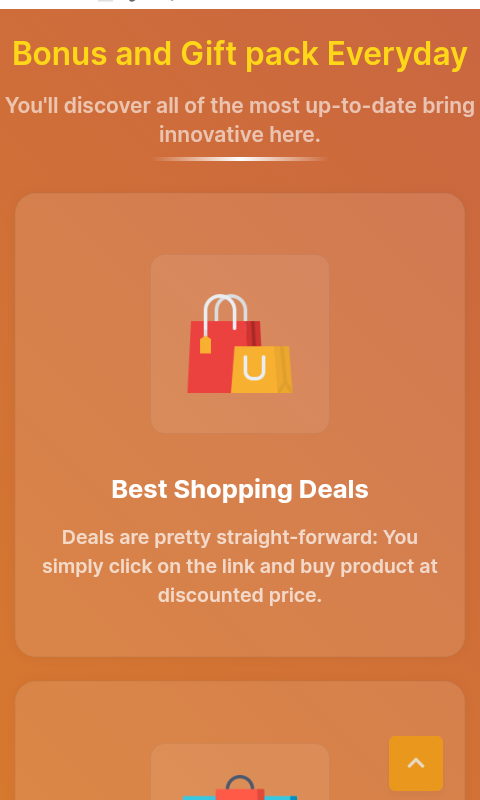 Bonus and Gift pack Everyday
You'll discover all of the most up-to-date bring
innovative here.
Best Shopping Deals
Deals are pretty straight-forward: You
simply click on the link and buy product at
discounted price.